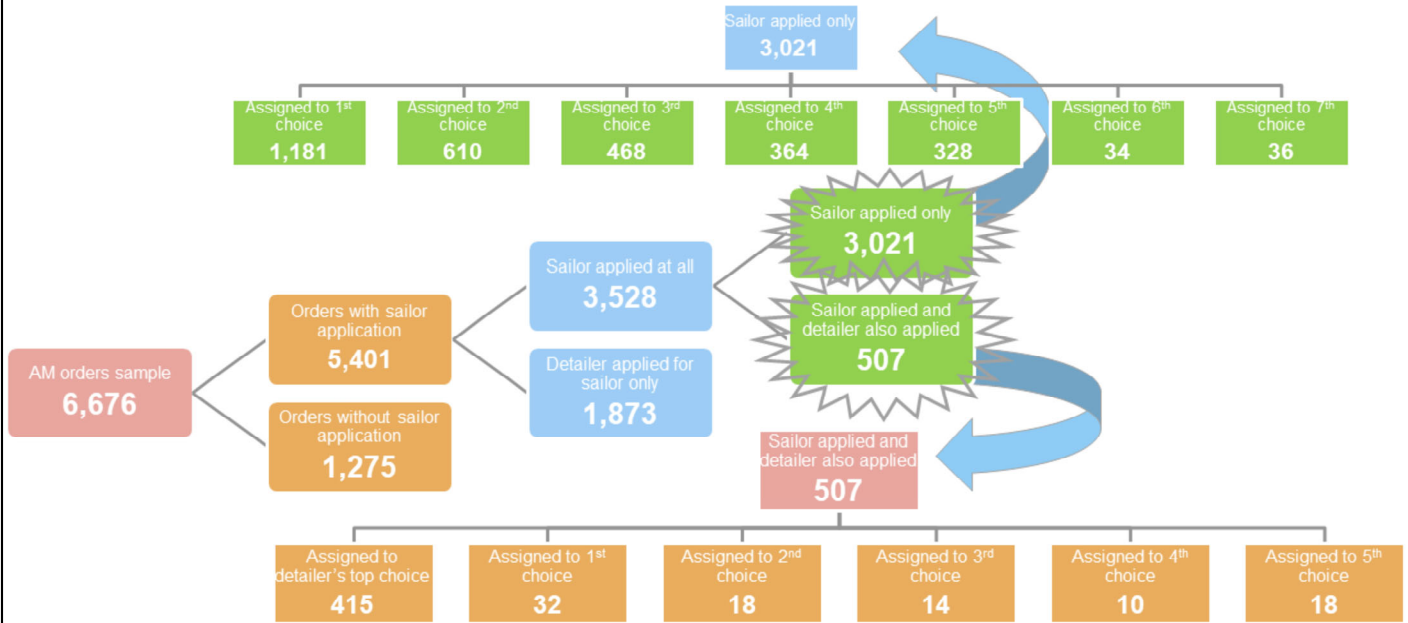 Sailor applied only
3,021
Assigned to 1st
choice
1,181
Assigned to 2nd
choice
610
Assigned to 3rd
choice
468
Assigned to 4th
choice
364
Assigned to 5th
choice
328
Assigned to 6th
choice
34
Assigned to 7th
choice
36
AM orders sample
6,676
Orders with sailor
application
5,401
Orders without sailor
application
1,275
Sailor applied at all
3,528
Detailer applied for
sailor only
1,873
Sailor applied only
3,021
Sailor applied and
detailer also applied
507
Sailor applied and
detailer also applied
507
Assigned to
detailer's top choice
415
Assigned to 1st
choice
32
Assigned to 2nd
choice
18
Assigned to 3rd
choice
14
Assigned to 4th
choice
10
Assigned to 5th
choice
18